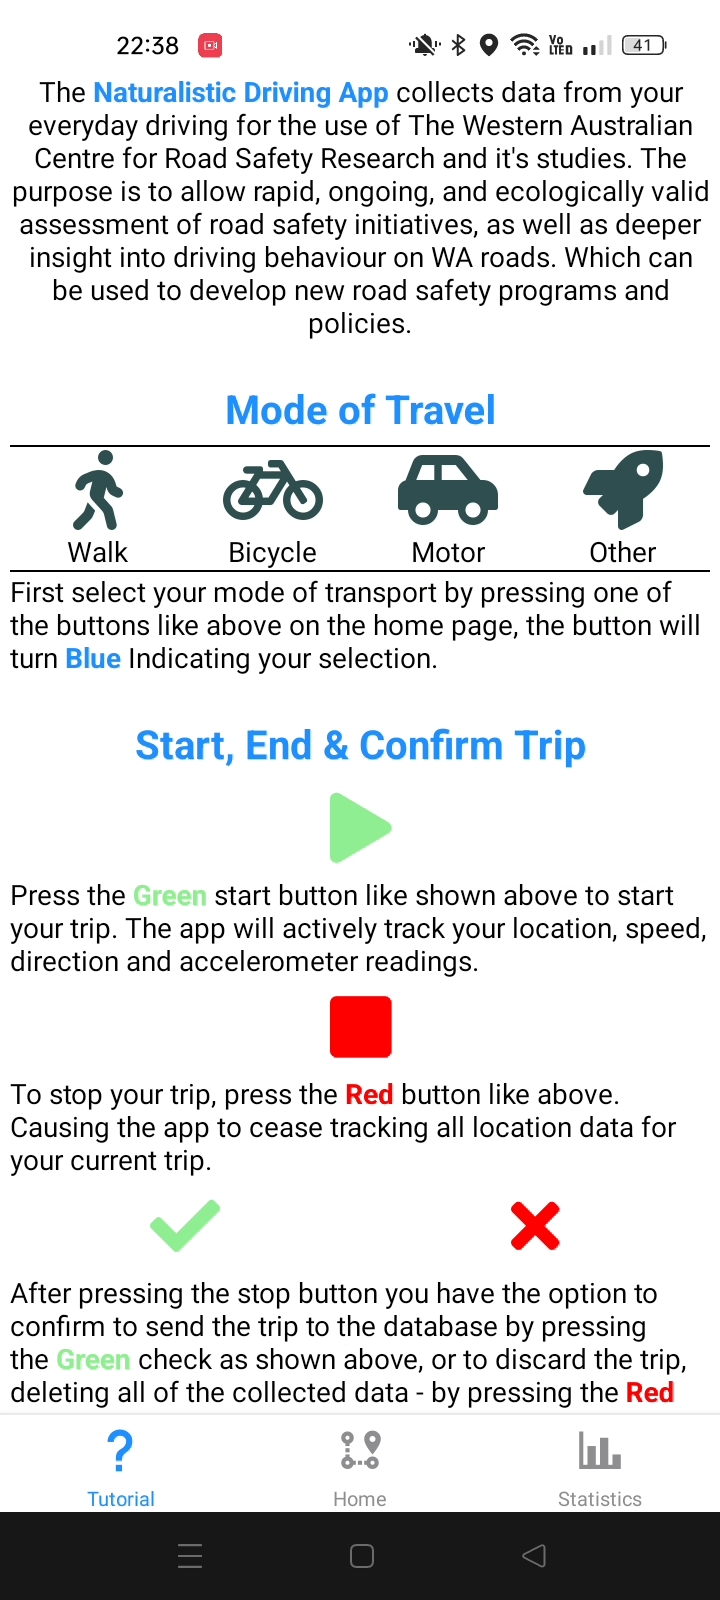 22:38
Vo
LTED
41
The Naturalistic Driving App collects data from your
everyday driving for the use of The Western Australian
Centre for Road Safety Research and it's studies. The
purpose is to allow rapid, ongoing, and ecologically valid
assessment of road safety initiatives, as well as deeper
insight into driving behaviour on WA roads. Which can
be used to develop new road safety programs and
policies.
Mode of Travel
Walk Bicycle Motor Other
First select your mode of transport by pressing one of
the buttons like above on the home page, the button will
turn Blue Indicating your selection.
Start, End & Confirm Trip
Press the Green start button like shown above to start
your trip. The app will actively track your location, speed,
direction and accelerometer readings.
To stop your trip, press the Red button like above.
Causing the app to cease tracking all location data for
your current trip.
After pressing the stop button you have the option to
confirm to send the trip to the database by pressing
the Green check as shown above, or to discard the trip,
deleting all of the collected data - by pressing the Red
Tutorial Home Statistics